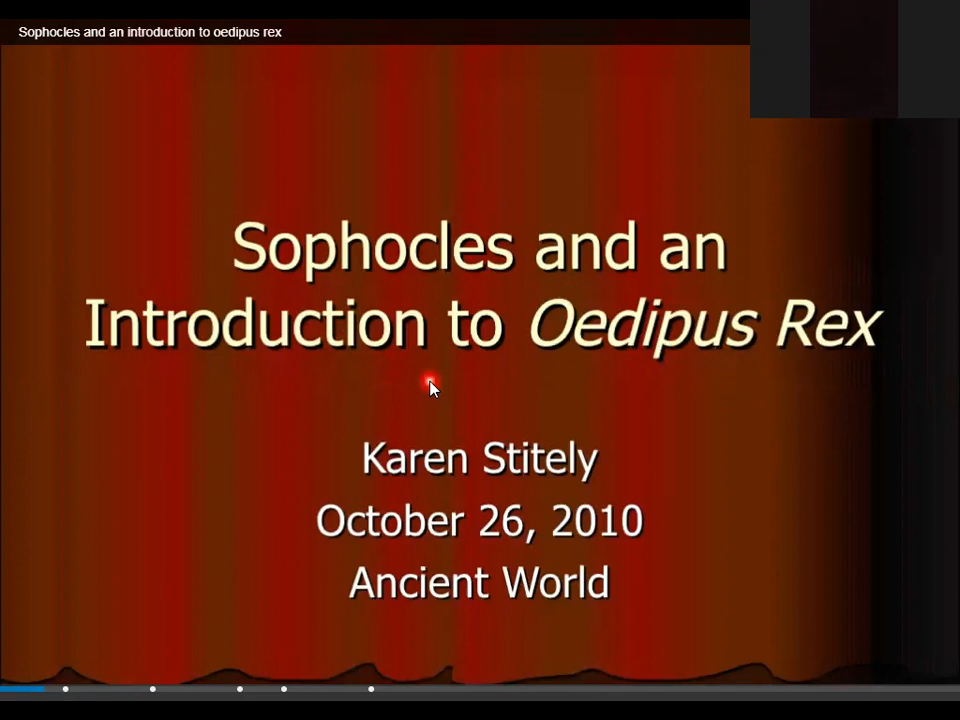 Sophocles and an introduction to oedipus rex
Sophocles and an
Introduction to Oedipus Rex
Karen Stitely
October 26, 2010
Ancient World